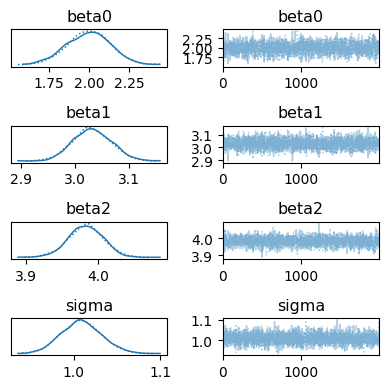 beta0 beta0
2.25
2.00
1.75
1.75 2.00 2.25 0 1000
beta1 beta1
3.1
3.0
2.9
2.9 3.0 3.1 0 1000
beta2 beta2
4.0
3.9
3.9 4.0 0 1000
sigma sigma
1.1
1.0
1.0 1.1 0 1000